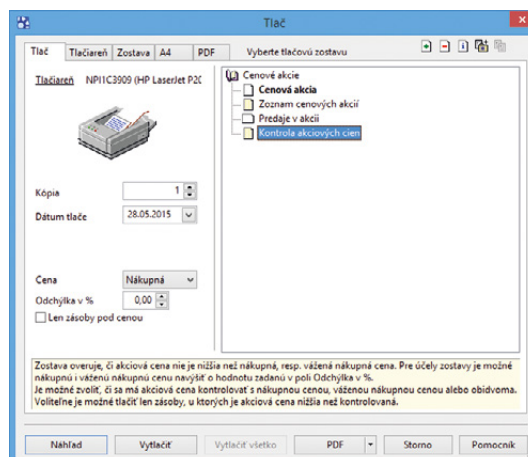 Tlač
Tlač Tlačiareň Zostava A4 PDF Vyberte tlačovú zostavu
Tlačiareň NPI1C3909 (HP LaserJet P2C
Cenové akcie
Cenová akcia
Zoznam cenových akcií
Predaje v akcii
Kontrola akciových cien
Kópia 1
Dátum tlače 28.05.2015
Cena Nákupná
Odchýlka v % 0,00
Len zásoby pod cenou
Zostava overuje, či akciová cena nie je nižšia než nákupná, resp. vážená nákupná cena. Pre účely zostavy je možné
nákupnú i váženú nákupnú cenu navýšiť o hodnotu zadanú v poli Odchýlka v %.
Je možné zvoliť, či sa má akciová cena kontrolovať s nákupnou cenou, váženou nákupnou cenou alebo obidvoma.
Voliteľne je možné tlačiť len zásoby, u ktorých je akciová cena nižšia než kontrolovaná.
Náhľad Vytlačiť Vytlačiť všetko PDF Storno Pomocník